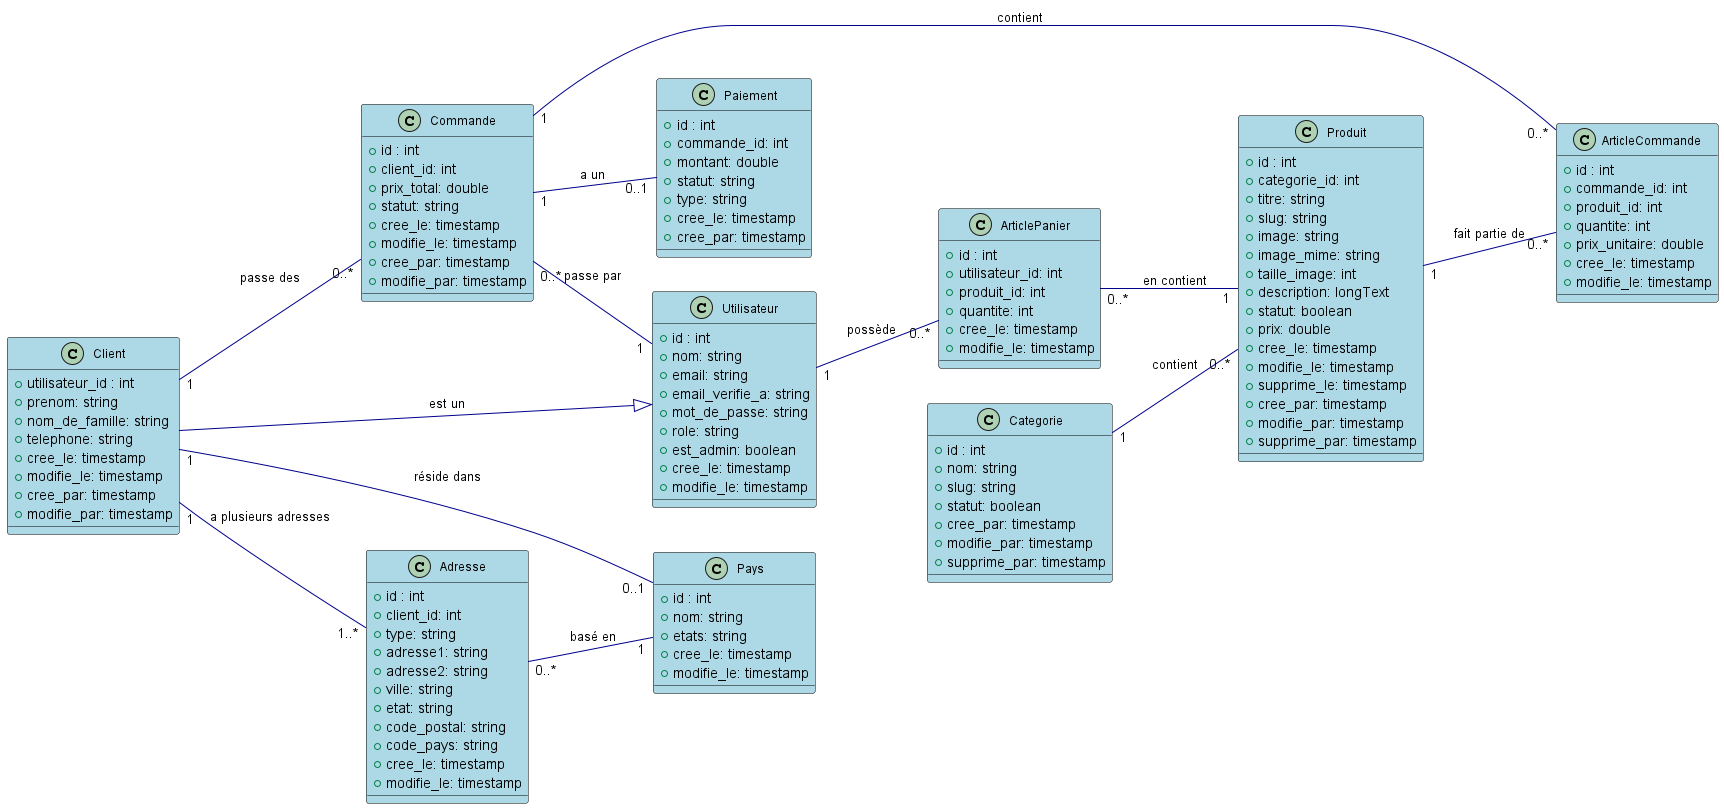 contient
1
0..*
C Commande
id : int
client_id: int
prix_total: double
statut: string
cree_le: timestamp
modifie_le: timestamp
cree_par: timestamp
modifie_par: timestamp
C Paiement
id : int
commande_id: int
montant: double
statut: string
type: string
cree_le: timestamp
cree_par: timestamp
a un
1
0..1
passe des
1
0..*
passe par
0..*
1
C Client
utilisateur_id : int
prenom: string
nom_de_famille: string
telephone: string
cree_le: timestamp
modifie_le: timestamp
cree_par: timestamp
modifie_par: timestamp
est un
C Utilisateur
id : int
nom: string
email: string
email_verifie_a: string
mot_de_passe: string
role: string
est_admin: boolean
cree_le: timestamp
modifie_le: timestamp
possède
1
0..*
C ArticlePanier
id : int
utilisateur_id: int
produit_id: int
quantite: int
cree_le: timestamp
modifie_le: timestamp
en contient
0..*
1
C Produit
id : int
categorie_id: int
titre: string
slug: string
image: string
image_mime: string
taille_image: int
description: longText
statut: boolean
prix: double
cree_le: timestamp
modifie_le: timestamp
supprime_le: timestamp
cree_par: timestamp
modifie_par: timestamp
supprime_par: timestamp
fait partie de
1
0..*
C ArticleCommande
id : int
commande_id: int
produit_id: int
quantite: int
prix_unitaire: double
cree_le: timestamp
modifie_le: timestamp
contient
1
0..*
C Categorie
id : int
nom: string
slug: string
statut: boolean
cree_par: timestamp
modifie_par: timestamp
supprime_par: timestamp
réside dans
1
0..1
a plusieurs adresses
1
1..*
C Adresse
id : int
client_id: int
type: string
adresse1: string
adresse2: string
ville: string
etat: string
code_postal: string
code_pays: string
cree_le: timestamp
modifie_le: timestamp
basé en
0..*
1
C Pays
id : int
nom: string
etats: string
cree_le: timestamp
modifie_le: timestamp